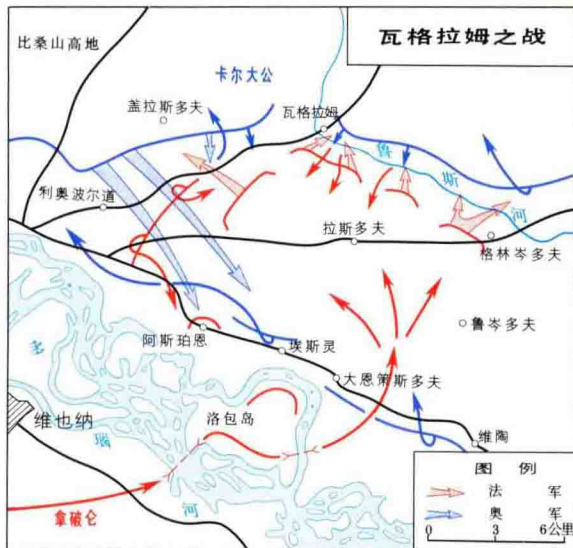 瓦格拉姆之战
比桑山高地
卡尔大公
盖拉斯多夫
瓦格拉姆
鲁
斯
河
利奥波尔道
拉斯多夫
格林岑多夫
鲁岑多夫
阿斯珀恩
埃斯灵
大恩策斯多夫
多
瑙
河
维也纳
洛包岛
维陶
拿破仑
图 例
法 军
奥 军
0 3 6公里